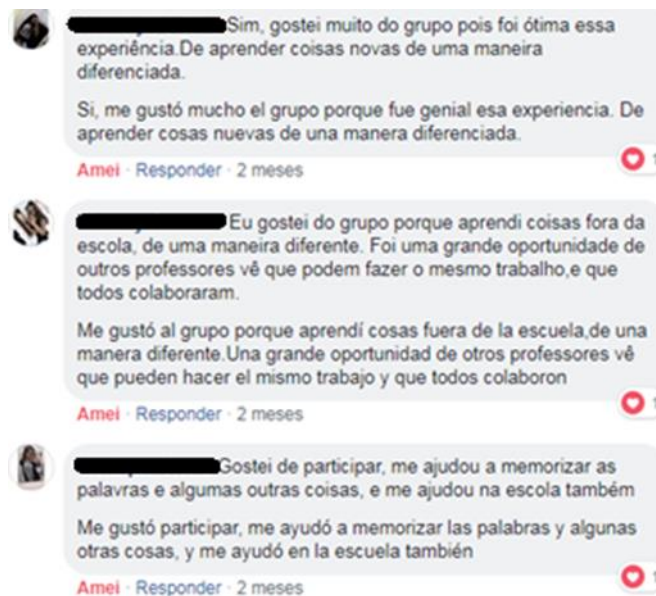 Sim, gostei muito do grupo pois foi ótima essa
experiência.De aprender coisas novas de uma maneira
diferenciada.
Si, me gustó mucho el grupo porque fue genial esa experiencia. De
aprender cosas nuevas de una manera diferenciada.
1
Amei · Responder · 2 meses
Eu gostei do grupo porque aprendi coisas fora da
escola, de uma maneira diferente. Foi uma grande oportunidade de
outros professores vê que podem fazer o mesmo trabalho,e que
todos colaboraram.
Me gustó al grupo porque aprendí cosas fuera de la escuela,de una
manera diferente.Una grande oportunidad de otros professores vê
que pueden hacer el mismo trabajo y que todos colaboron
1
Amei · Responder · 2 meses
Gostei de participar, me ajudou a memorizar as
palavras e algumas outras coisas, e me ajudou na escola também
Me gustó participar, me ayudó a memorizar las palabras y algunas
otras cosas, y me ayudó en la escuela también
1
Amei · Responder · 2 meses